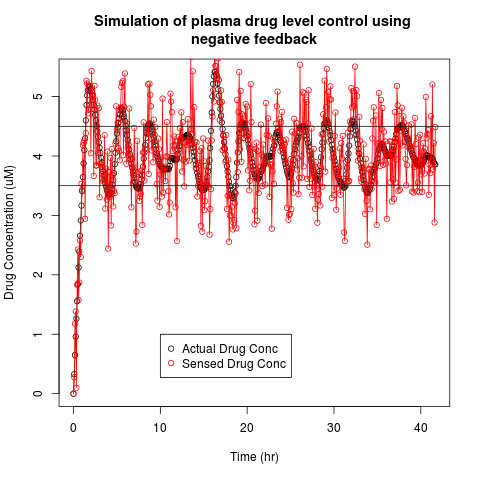 Simulation of plasma drug level control using
negative feedback
Drug Concentration (uM)
5
4
3
2
1
0
Actual Drug Conc
Sensed Drug Conc
0 10 20 30 40
Time (hr)